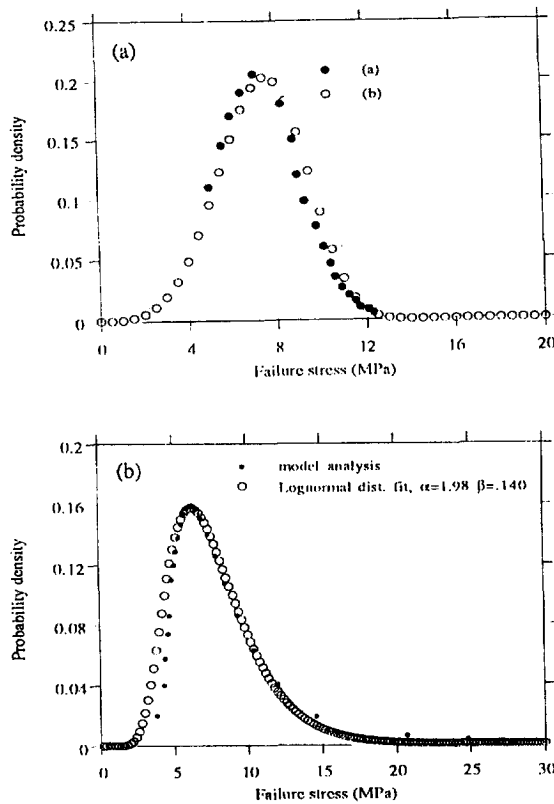 0.25
(a)
(a)
(b)
0.20
0.15
0.1
0.05
0
Probability density
0 4 8 12 16 20
Failure stress (MPa)
0.2
(b)
model analysis
Lognormal dist. fit, α=1.98 β=.140
0.16
0.12
0.08
0.04
0
Probability density
0 5 10 15 20 25 30
Failure stress (MPa)